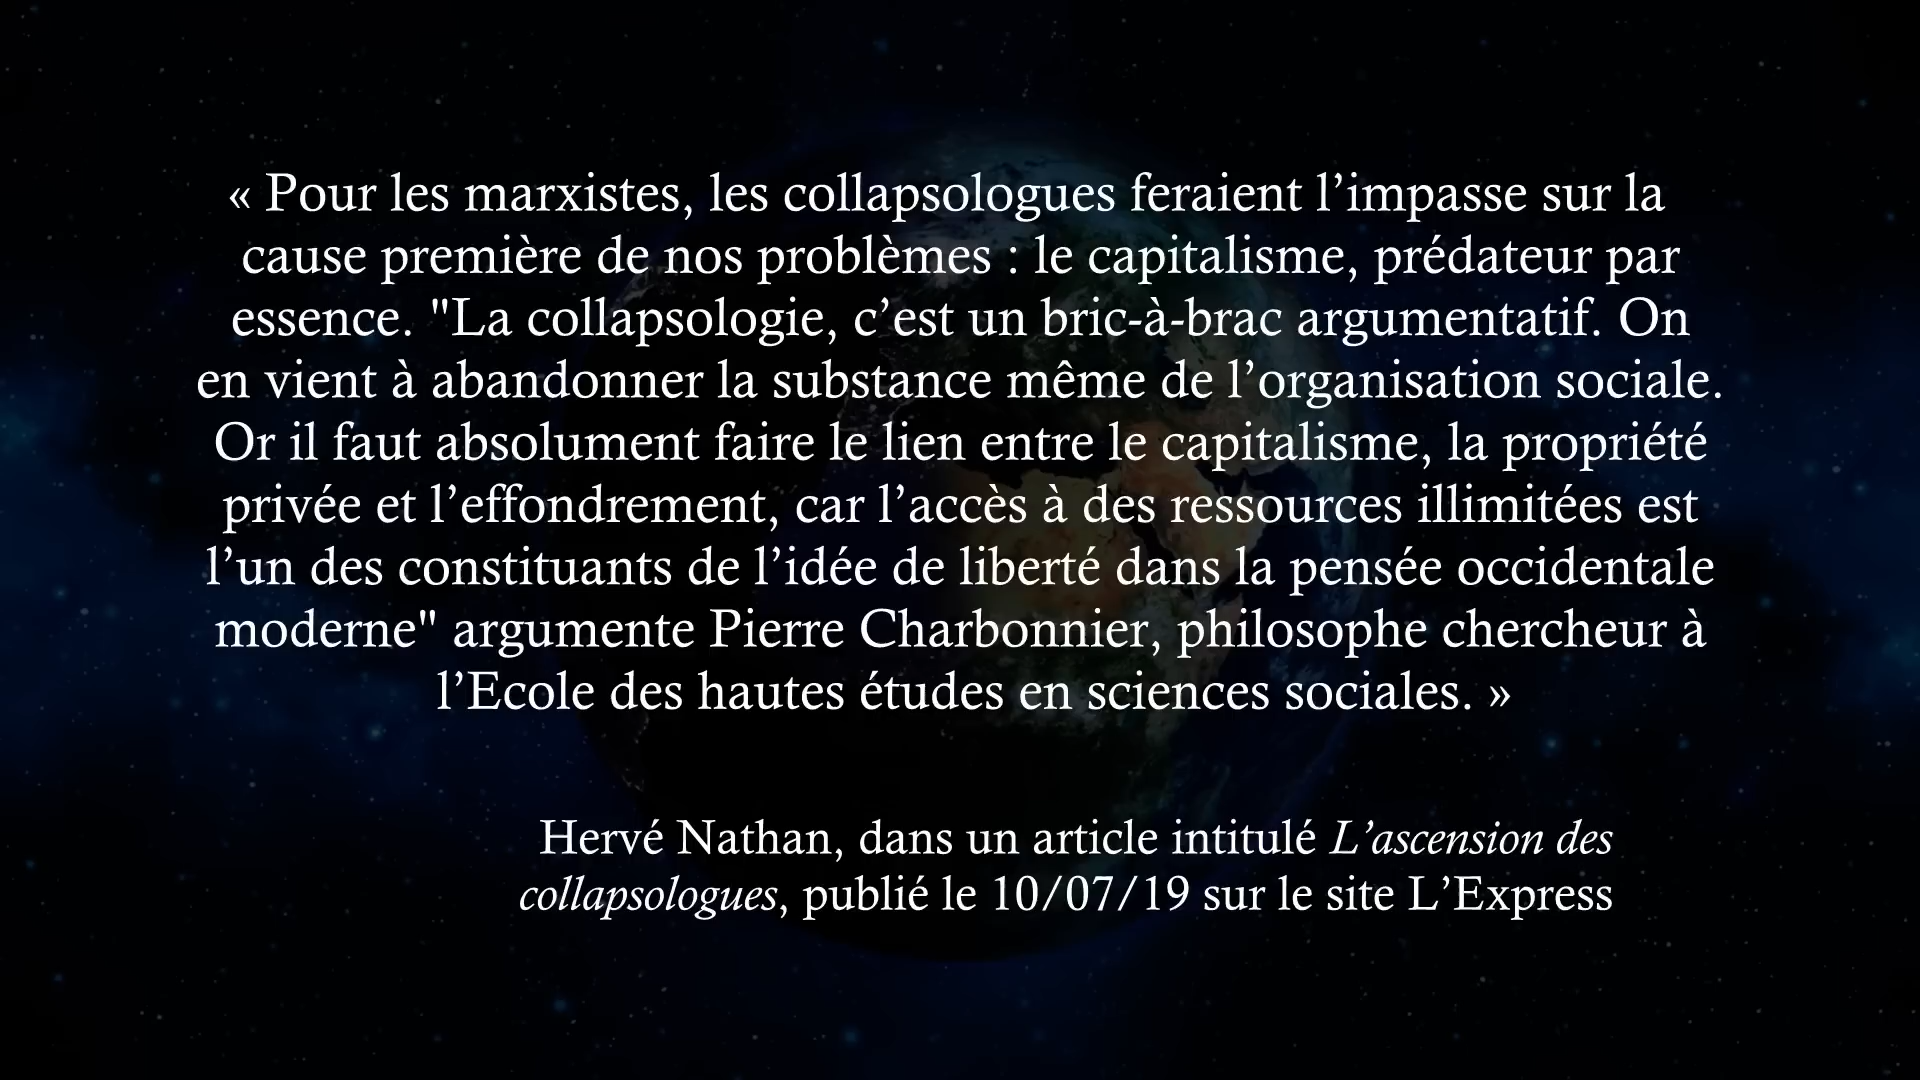 « Pour les marxistes, les collapsologues feraient l’impasse sur la
cause première de nos problèmes : le capitalisme, prédateur par
essence. "La collapsologie, c’est un bric-à-brac argumentatif. On
en vient à abandonner la substance même de l’organisation sociale.
Or il faut absolument faire le lien entre le capitalisme, la propriété
privée et l’effondrement, car l’accès à des ressources illimitées est
l’un des constituants de l’idée de liberté dans la pensée occidentale
moderne" argumente Pierre Charbonnier, philosophe chercheur à
l’Ecole des hautes études en sciences sociales. »
Hervé Nathan, dans un article intitulé L’ascension des
collapsologues, publié le 10/07/19 sur le site L’Express